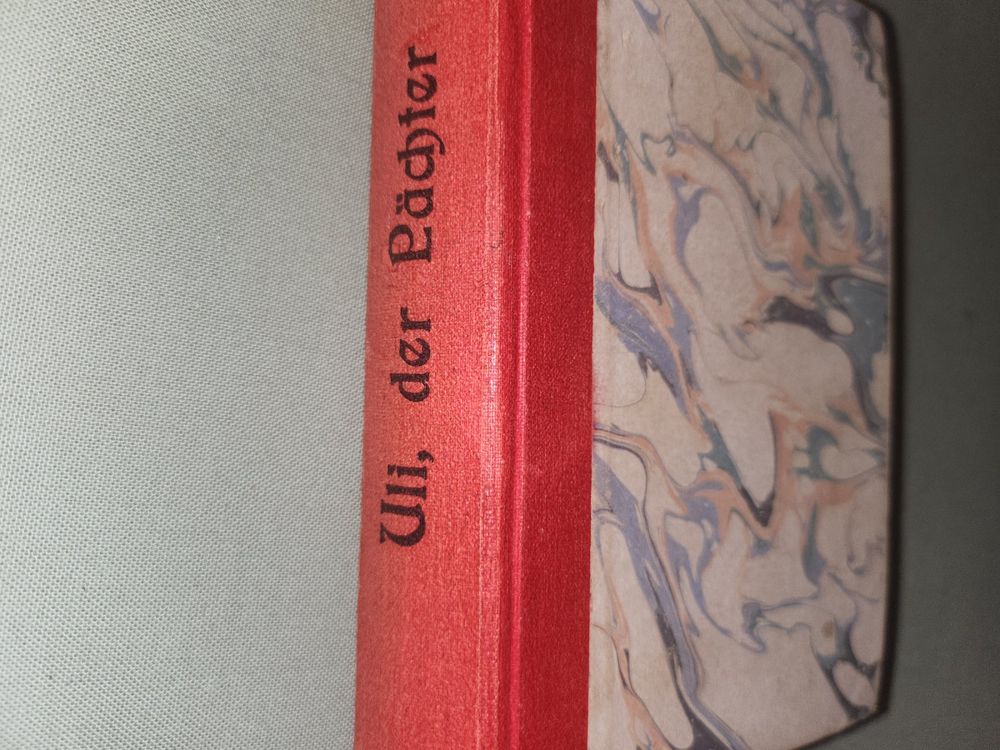 Uli, der Pächter